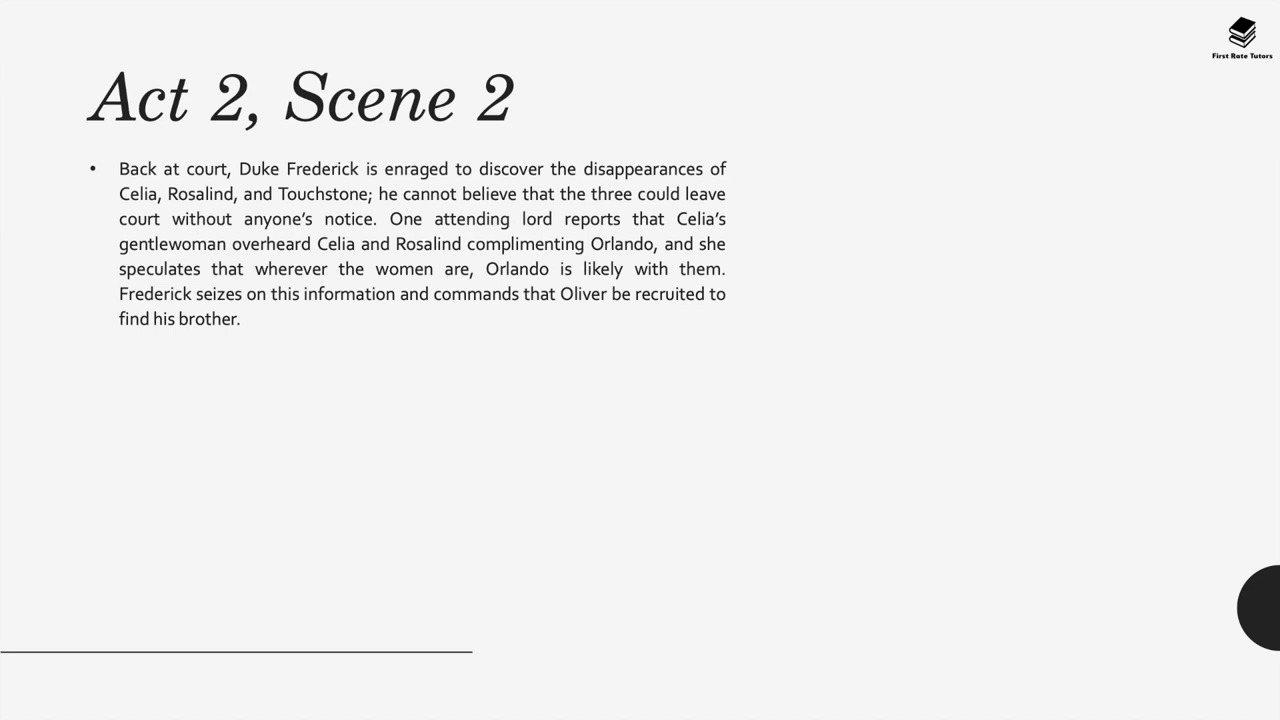 First Rate Tutors
Act 2, Scene 2
• Back at court, Duke Frederick is enraged to discover the disappearances of
Celia, Rosalind, and Touchstone; he cannot believe that the three could leave
court without anyone’s notice. One attending lord reports that Celia’s
gentlewoman overheard Celia and Rosalind complimenting Orlando, and she
speculates that wherever the women are, Orlando is likely with them.
Frederick seizes on this information and commands that Oliver be recruited to
find his brother.